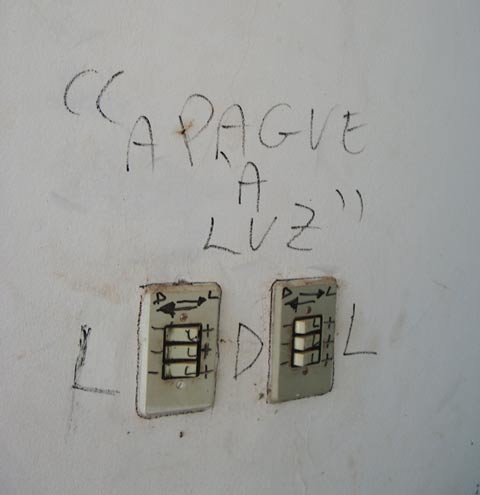 "APAGUE
A
LUZ"
D L D L
L D L